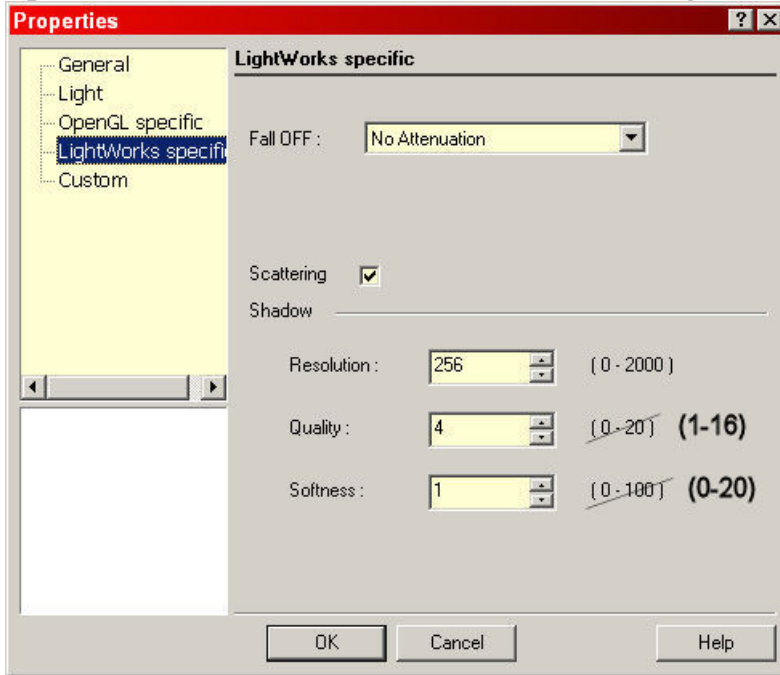 Properties
General
Light
OpenGL specific
LightWorks specifi
Custom
LightWorks specific
Fall OFF : No Attenuation
Scattering
Shadow
Resolution : 256 ( 0 - 2000 )
Quality : 4 ( 0 - 20 ) (1-16)
Softness : 1 ( 0 - 100 ) (0-20)
OK Cancel Help